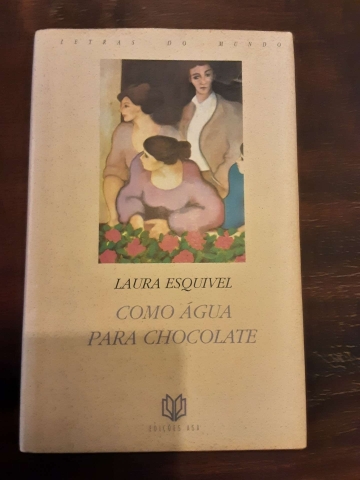 LETRAS DO MUNDO
LAURA ESQUIVEL
COMO ÁGUA
PARA CHOCOLATE
EDIÇÕES ASA